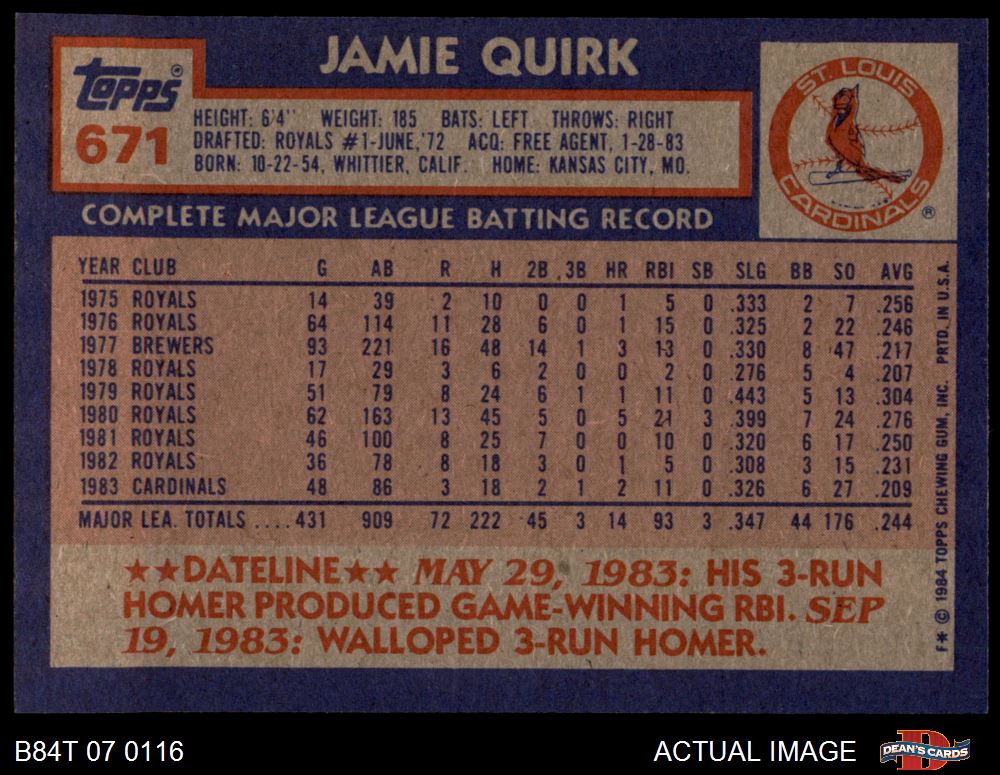 JAMIE QUIRK
Topps®
671
HEIGHT: 6'4" WEIGHT: 185 BATS: LEFT THROWS: RIGHT
DRAFTED: ROYALS #1-JUNE, '72 ACQ: FREE AGENT, 1-28-83
BORN: 10-22-54, WHITTIER, CALIF. HOME: KANSAS CITY, MO.
ST. LOUIS
CARDINALS ®
COMPLETE MAJOR LEAGUE BATTING RECORD
YEAR CLUB G AB R H 2B 3B HR RBI SB SLG BB SO AVG
1975 ROYALS 14 39 2 10 0 0 1 5 0 .333 2 7 .256
1976 ROYALS 64 114 11 28 6 0 1 15 0 .325 2 22 .246
1977 BREWERS 93 221 16 48 14 1 3 13 0 .330 8 47 .217
1978 ROYALS 17 29 3 6 2 0 0 2 0 .276 5 4 .207
1979 ROYALS 51 79 8 24 6 1 1 11 0 .443 5 13 .304
1980 ROYALS 62 163 13 45 5 0 5 21 3 .399 7 24 .276
1981 ROYALS 46 100 8 25 7 0 0 10 0 .320 6 17 .250
1982 ROYALS 36 78 8 18 3 0 1 5 0 .308 3 15 .231
1983 CARDINALS 48 86 3 18 2 1 2 11 0 .326 6 27 .209
MAJOR LEA. TOTALS ....431 909 72 222 45 3 14 93 3 .347 44 176 .244
★★DATELINE★★ MAY 29, 1983: HIS 3-RUN
HOMER PRODUCED GAME-WINNING RBI. SEP
19, 1983: WALLOPED 3-RUN HOMER.
F* © 1984 TOPPS CHEWING GUM, INC. PRTD. IN U.S.A.
B84T 07 0116
ACTUAL IMAGE
D
DEAN'S CARDS